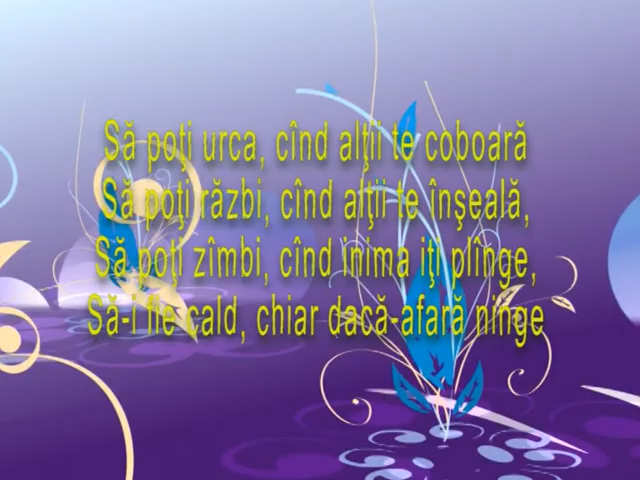 Să poţi urca, cînd alţii te coboară
Să poţi răzbi, cînd alţii te înşeală,
Să poţi zîmbi, cînd inima iţi plînge,
Să-i fie cald, chiar dacă-afară ninge